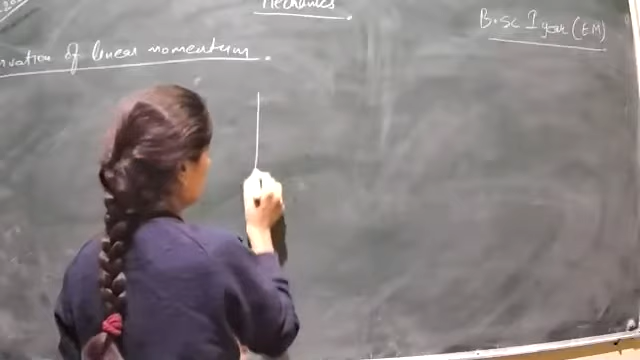 Mechanics.
B.sc I year (EM)
of linear momentum.